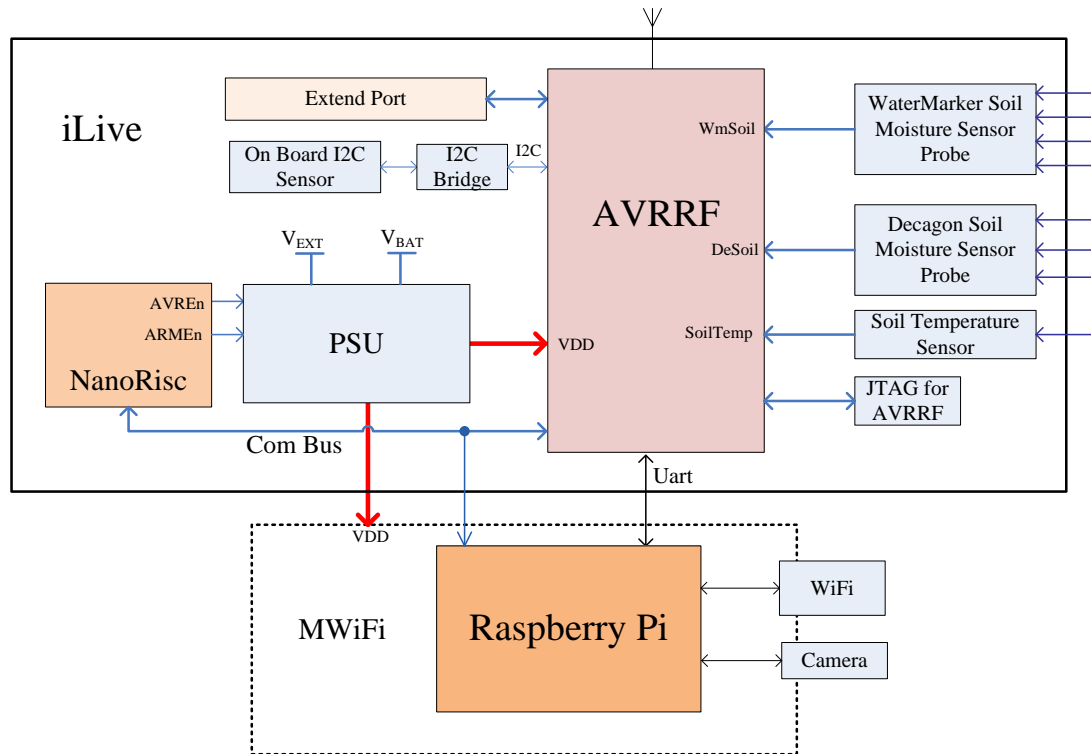 iLive
Extend Port
On Board I2C
Sensor
I2C
Bridge
I2C
AVRRF
WmSoil
DeSoil
SoilTemp
VDD
WaterMarker Soil
Moisture Sensor
Probe
Decagon Soil
Moisture Sensor
Probe
Soil Temperature
Sensor
JTAG for
AVRRF
VEXT
VBAT
AVREn
ARMEn
NanoRisc
PSU
Com Bus
Uart
VDD
MWiFi
Raspberry Pi
WiFi
Camera